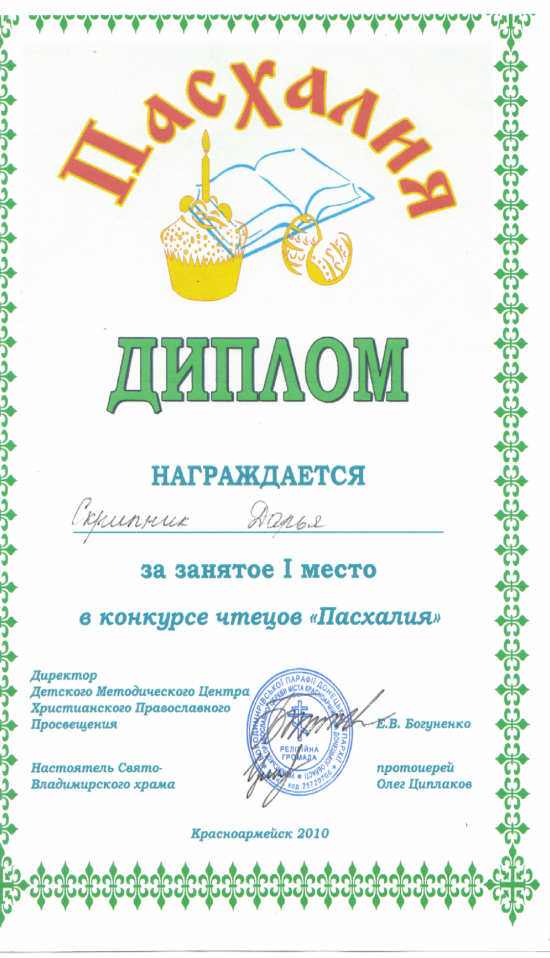 Пасхалия
ДИПЛОМ
НАГРАЖДАЕТСЯ
Скрипник Дарья
за занятое I место
в конкурсе чтецов «Пасхалия»
Директор
Детского Методического Центра
Христианского Православного
Просвещения
Е.В. Богуненко
Настоятель Свято-
Владимирского храма
протоиерей
Олег Циплаков
РЕЛІГІЙНА
ГРОМАДА
Красноармейск 2010